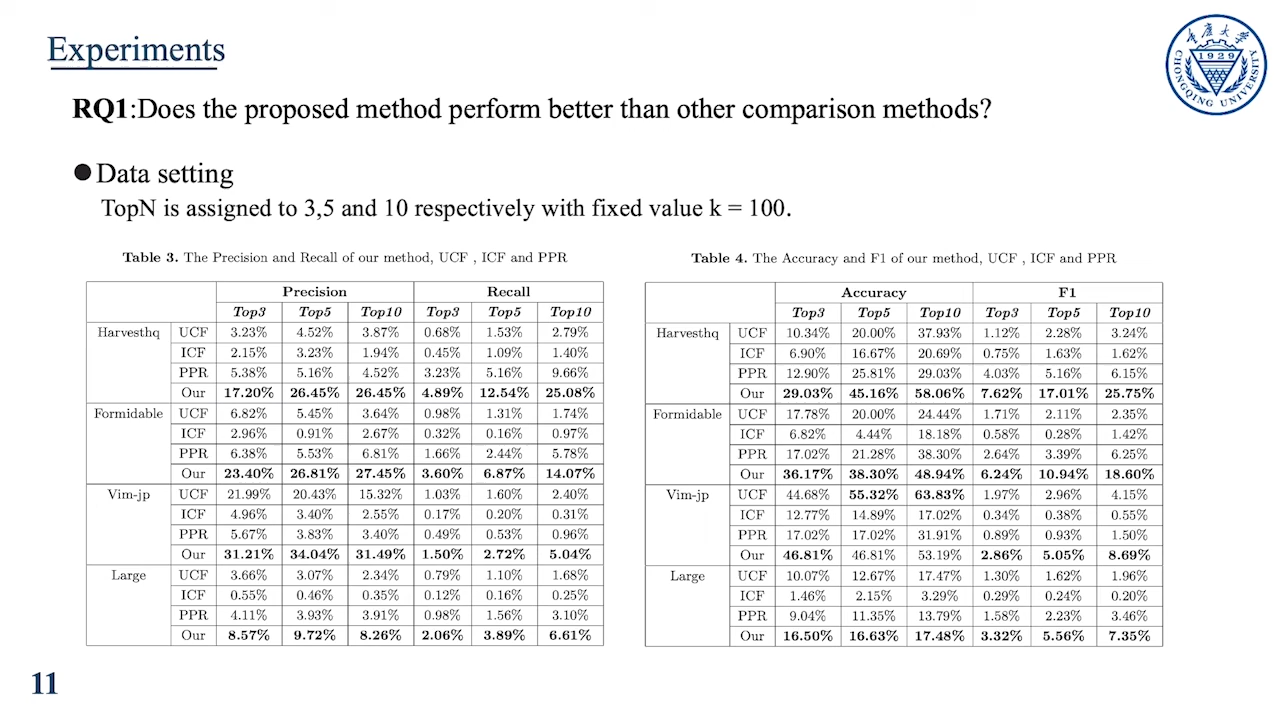 Experiments
重庆大学
1929
CHONGQING UNIVERSITY
RQ1:Does the proposed method perform better than other comparison methods?
●Data setting
TopN is assigned to 3,5 and 10 respectively with fixed value k = 100.
Table 3. The Precision and Recall of our method, UCF , ICF and PPR
Precision Recall
Top3 Top5 Top10 Top3 Top5 Top10
Harvesthq UCF 3.23% 4.52% 3.87% 0.68% 1.53% 2.79%
ICF 2.15% 3.23% 1.94% 0.45% 1.09% 1.40%
PPR 5.38% 5.16% 4.52% 3.23% 5.16% 9.66%
Our 17.20% 26.45% 26.45% 4.89% 12.54% 25.08%
Formidable UCF 6.82% 5.45% 3.64% 0.98% 1.31% 1.74%
ICF 2.96% 0.91% 2.67% 0.32% 0.16% 0.97%
PPR 6.38% 5.53% 6.81% 1.66% 2.44% 5.78%
Our 23.40% 26.81% 27.45% 3.60% 6.87% 14.07%
Vim-jp UCF 21.99% 20.43% 15.32% 1.03% 1.60% 2.40%
ICF 4.96% 3.40% 2.55% 0.17% 0.20% 0.31%
PPR 5.67% 3.83% 3.40% 0.49% 0.53% 0.96%
Our 31.21% 34.04% 31.49% 1.50% 2.72% 5.04%
Large UCF 3.66% 3.07% 2.34% 0.79% 1.10% 1.68%
ICF 0.55% 0.46% 0.35% 0.12% 0.16% 0.25%
PPR 4.11% 3.93% 3.91% 0.98% 1.56% 3.10%
Our 8.57% 9.72% 8.26% 2.06% 3.89% 6.61%
Table 4. The Accuracy and F1 of our method, UCF , ICF and PPR
Accuracy F1
Top3 Top5 Top10 Top3 Top5 Top10
Harvesthq UCF 10.34% 20.00% 37.93% 1.12% 2.28% 3.24%
ICF 6.90% 16.67% 20.69% 0.75% 1.63% 1.62%
PPR 12.90% 25.81% 29.03% 4.03% 5.16% 6.15%
Our 29.03% 45.16% 58.06% 7.62% 17.01% 25.75%
Formidable UCF 17.78% 20.00% 24.44% 1.71% 2.11% 2.35%
ICF 6.82% 4.44% 18.18% 0.58% 0.28% 1.42%
PPR 17.02% 21.28% 38.30% 2.64% 3.39% 6.25%
Our 36.17% 38.30% 48.94% 6.24% 10.94% 18.60%
Vim-jp UCF 44.68% 55.32% 63.83% 1.97% 2.96% 4.15%
ICF 12.77% 14.89% 17.02% 0.34% 0.38% 0.55%
PPR 17.02% 17.02% 31.91% 0.89% 0.93% 1.50%
Our 46.81% 46.81% 53.19% 2.86% 5.05% 8.69%
Large UCF 10.07% 12.67% 17.47% 1.30% 1.62% 1.96%
ICF 1.46% 2.15% 3.29% 0.29% 0.24% 0.20%
PPR 9.04% 11.35% 13.79% 1.58% 2.23% 3.46%
Our 16.50% 16.63% 17.48% 3.32% 5.56% 7.35%
11